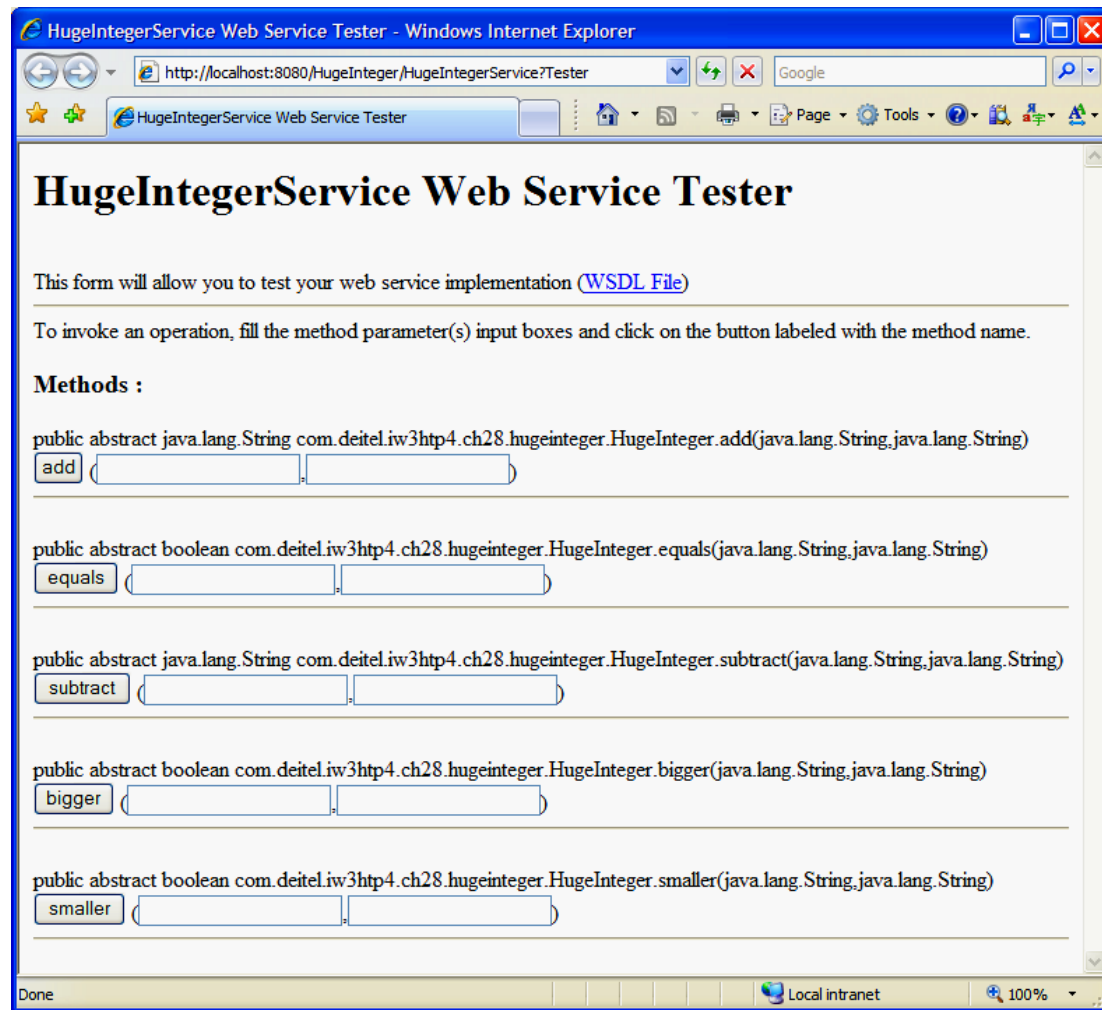 HugeIntegerService Web Service Tester - Windows Internet Explorer
http://localhost:8080/HugeInteger/HugeIntegerService?Tester
Google
HugeIntegerService Web Service Tester
Page
Tools
HugeIntegerService Web Service Tester
This form will allow you to test your web service implementation (WSDL File)
To invoke an operation, fill the method parameter(s) input boxes and click on the button labeled with the method name.
Methods :
public abstract java.lang.String com.deitel.iw3htp4.ch28.hugeinteger.HugeInteger.add(java.lang.String,java.lang.String)
add ( , )
public abstract boolean com.deitel.iw3htp4.ch28.hugeinteger.HugeInteger.equals(java.lang.String,java.lang.String)
equals ( , )
public abstract java.lang.String com.deitel.iw3htp4.ch28.hugeinteger.HugeInteger.subtract(java.lang.String,java.lang.String)
subtract ( , )
public abstract boolean com.deitel.iw3htp4.ch28.hugeinteger.HugeInteger.bigger(java.lang.String,java.lang.String)
bigger ( , )
public abstract boolean com.deitel.iw3htp4.ch28.hugeinteger.HugeInteger.smaller(java.lang.String,java.lang.String)
smaller ( , )
Done
Local intranet
100%